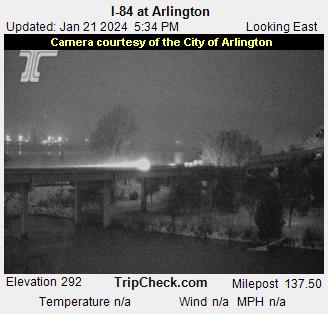 I-84 at Arlington
Updated: Jan 21 2024 5:34 PM Looking East
Camera courtesy of the City of Arlington
Elevation 292 TripCheck.com Milepost 137.50
Temperature n/a Wind n/a MPH n/a